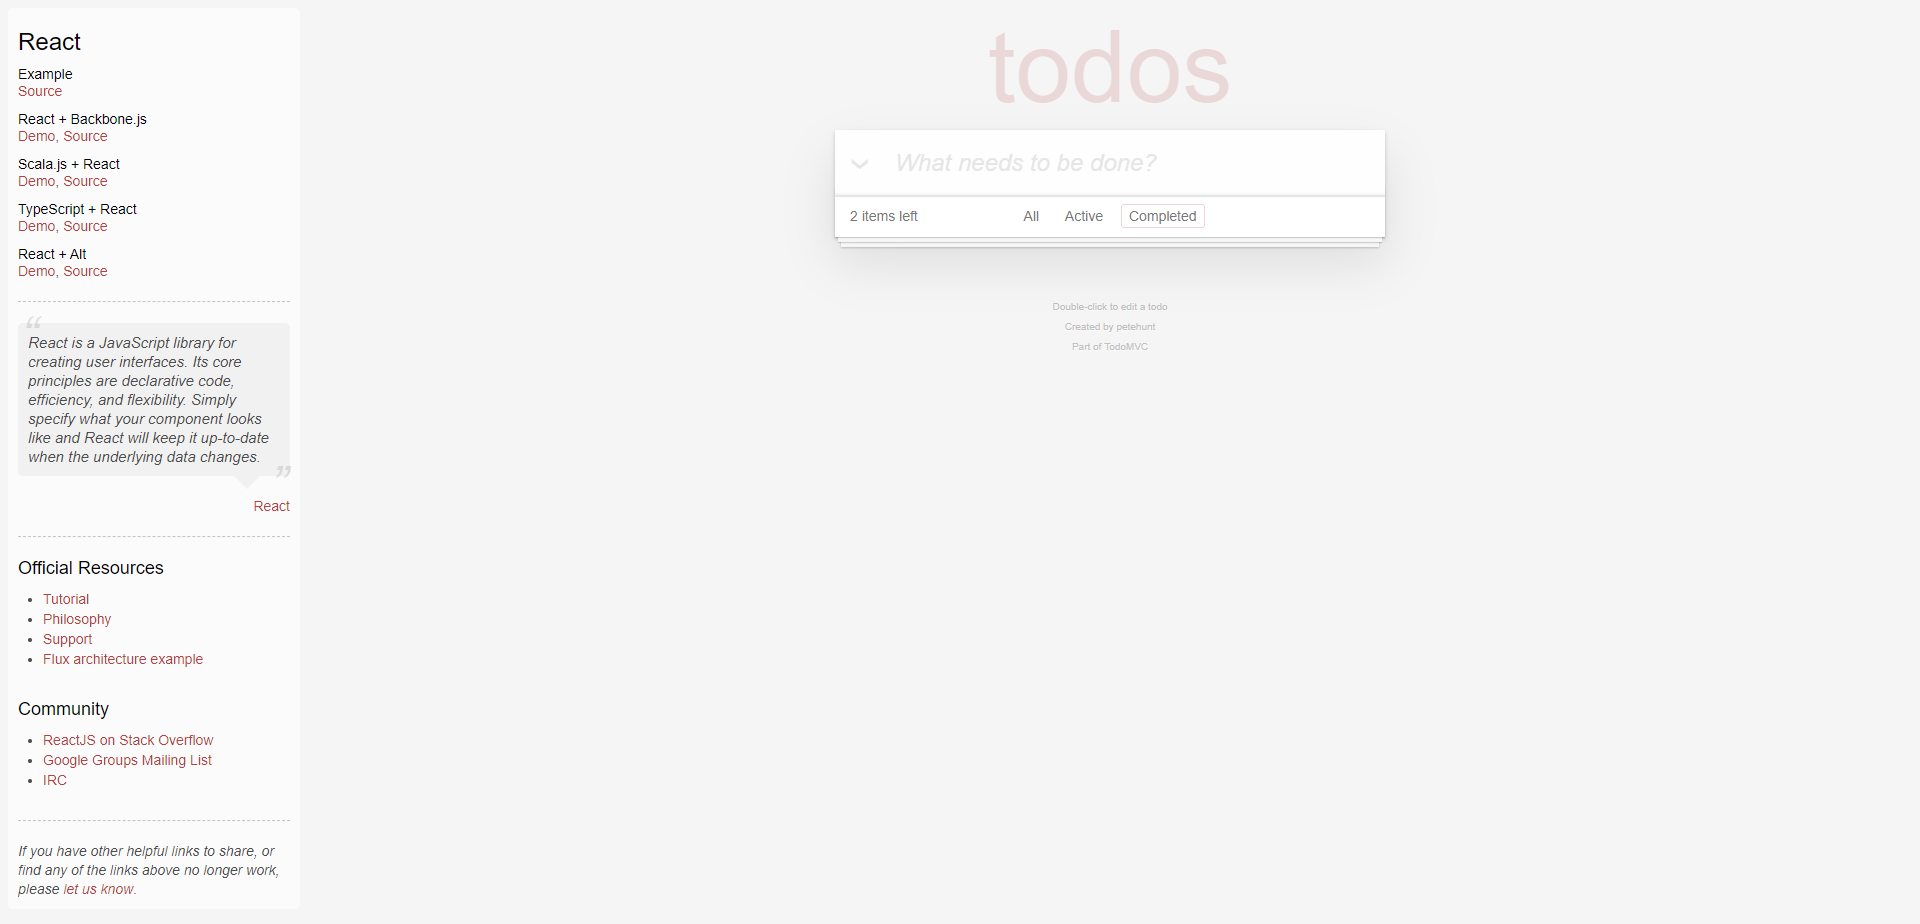 React
Example
Source
React + Backbone.js
Demo, Source
Scala.js + React
Demo, Source
TypeScript + React
Demo, Source
React + Alt
Demo, Source
“
React is a JavaScript library for
creating user interfaces. Its core
principles are declarative code,
efficiency, and flexibility. Simply
specify what your component looks
like and React will keep it up-to-date
when the underlying data changes.
”
React
Official Resources
• Tutorial
• Philosophy
• Support
• Flux architecture example
Community
• ReactJS on Stack Overflow
• Google Groups Mailing List
• IRC
If you have other helpful links to share, or
find any of the links above no longer work,
please let us know.
todos
What needs to be done?
2 items left All Active Completed
Double-click to edit a todo
Created by petehunt
Part of TodoMVC